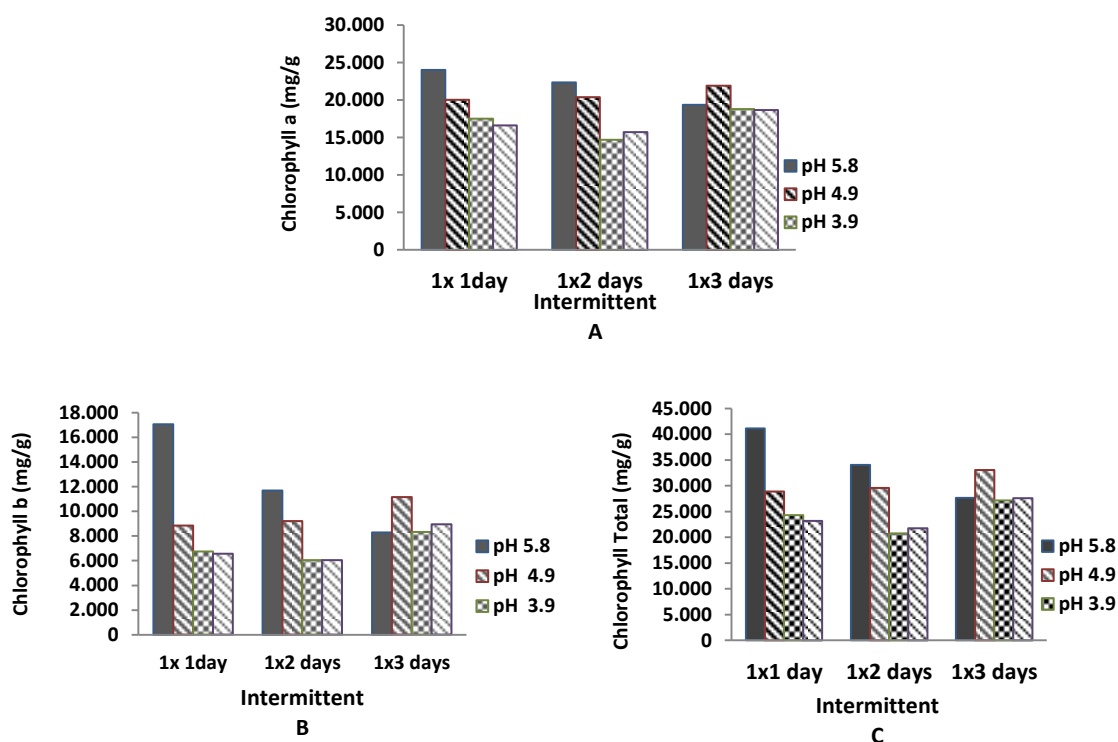 30.000
25.000
20.000
15.000
10.000
5.000
0
Chlorophyll a (mg/g)
1x 1day
1x2 days
1x3 days
Intermittent
A
pH 5.8
pH 4.9
pH 3.9
18.000
16.000
14.000
12.000
10.000
8.000
6.000
4.000
2.000
0
Chlorophyll b (mg/g)
1x 1day
1x2 days
1x3 days
Intermittent
B
pH 5.8
pH 4.9
pH 3.9
45.000
40.000
35.000
30.000
25.000
20.000
15.000
10.000
5.000
0
Chlorophyll Total (mg/g)
1x1 day
1x2 days
1x3 days
Intermittent
C
pH 5.8
pH 4.9
pH 3.9